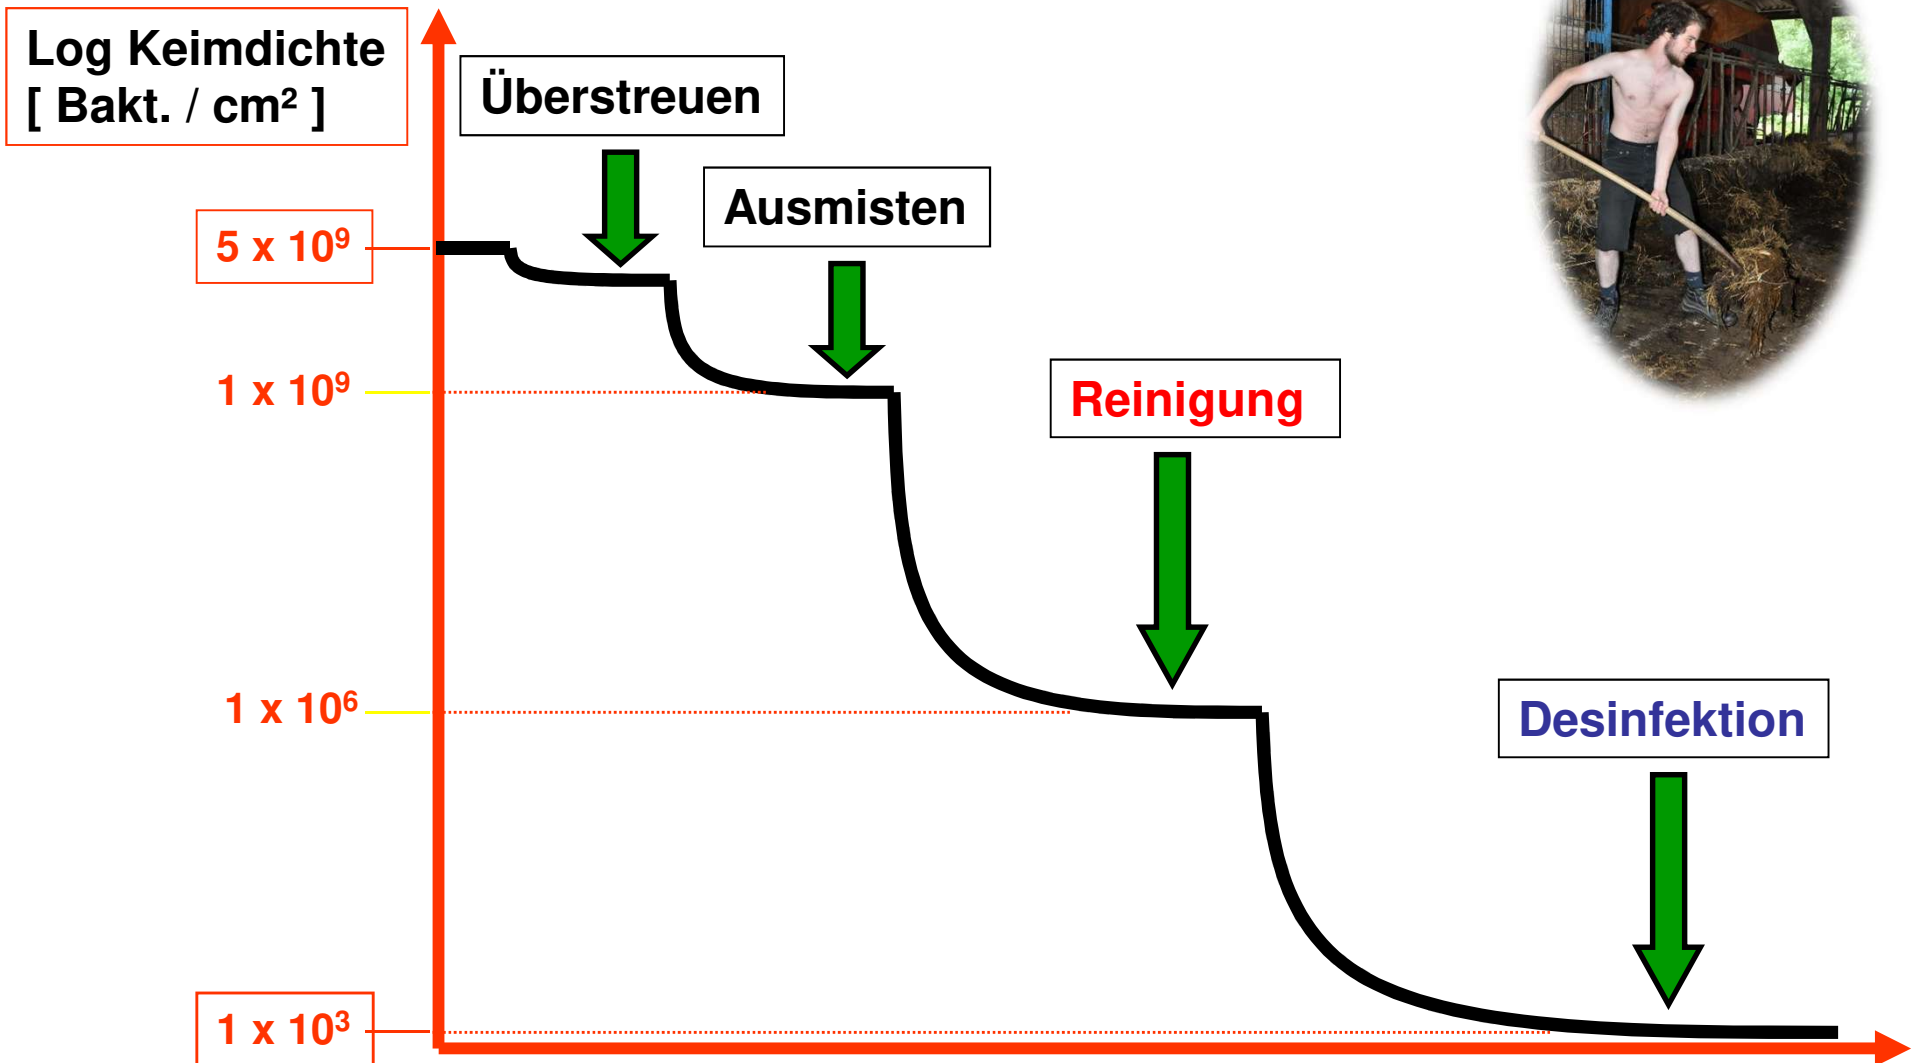 Log Keimdichte
[ Bakt. / cm² ]
Überstreuen
Ausmisten
5 x 10⁹
1 x 10⁹
Reinigung
1 x 10⁶
Desinfektion
1 x 10³